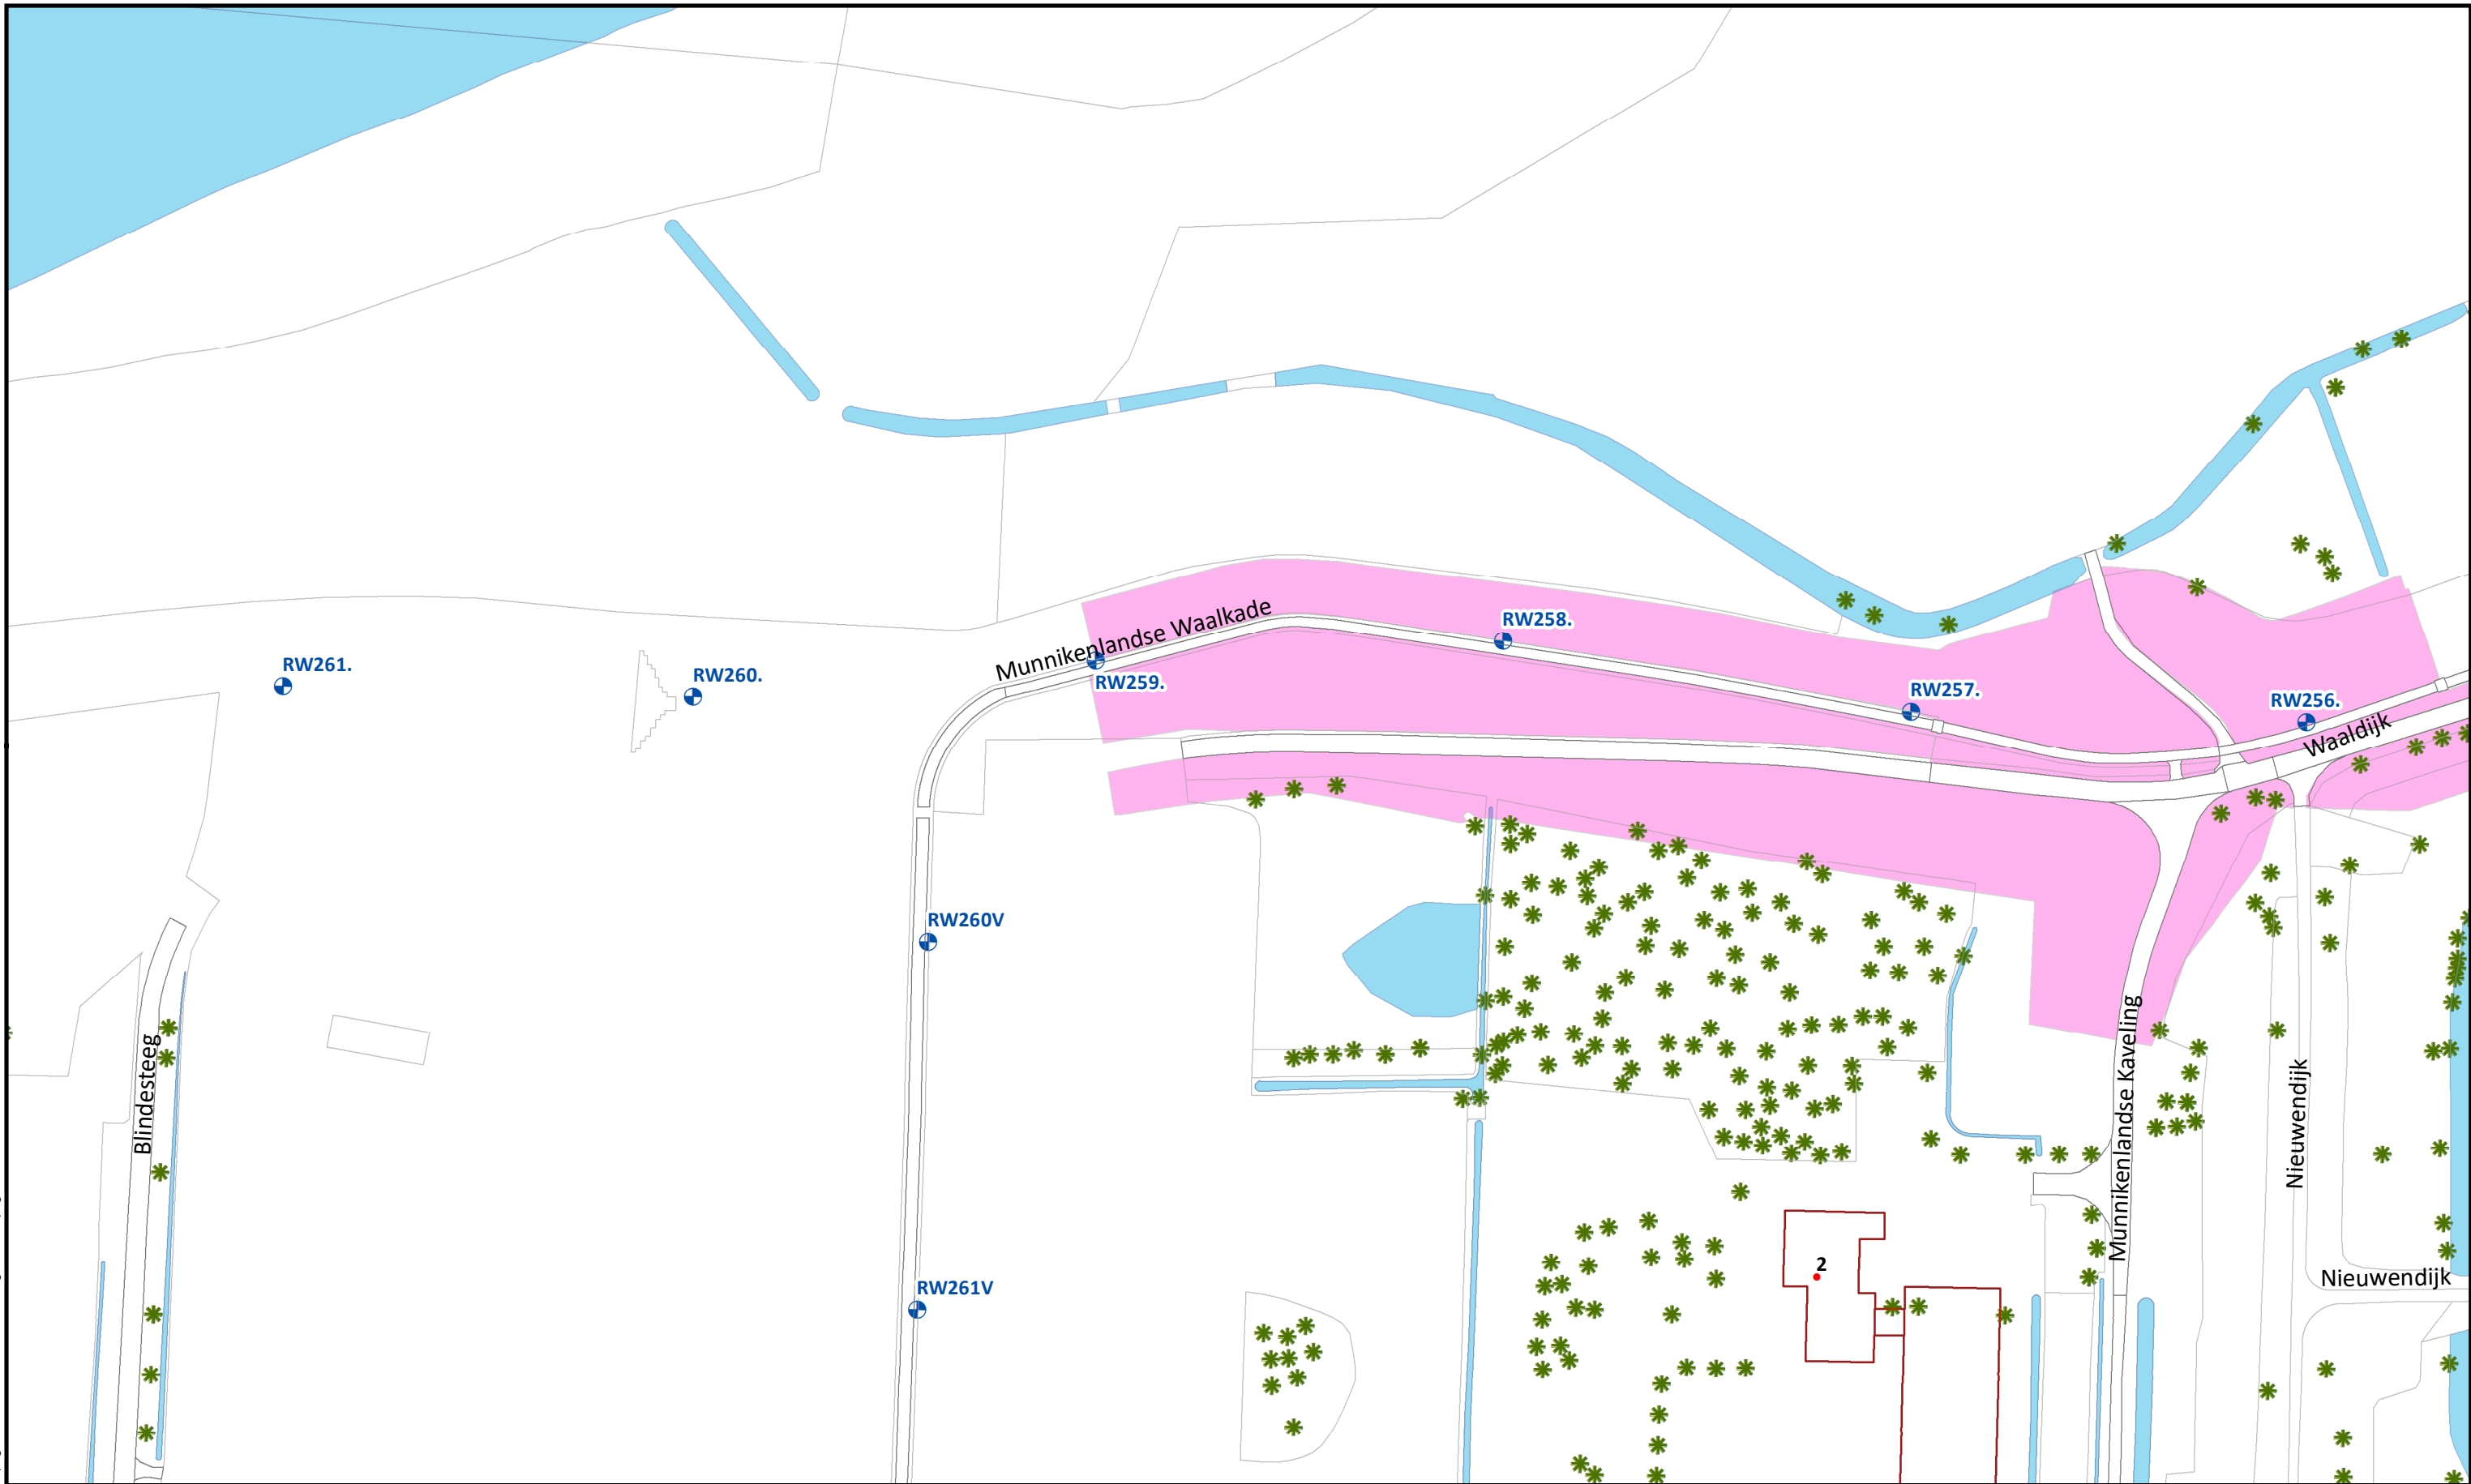 Munnikenlandse Waalkade
RW258.
RW261.
RW260.
RW259.
RW257.
RW256.
Waaldijk
RW260V
Blindesteeg
Munnikenlandse Kaveling
Nieuwendijk
2
Nieuwendijk
RW261V